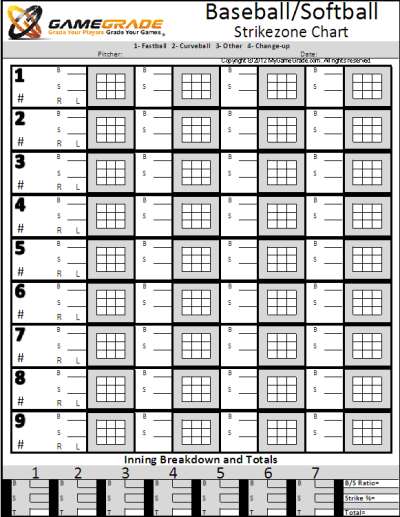 GAMEGRADE
Grade Your Players Grade Your Games
Baseball/Softball
Strikezone Chart
1- Fastball 2- Curveball 3- Other 4- Change-up
Pitcher: Date:
Copyright ©2012 MyGameGrade.com. All rights reserved.
1 B B B B
S S S S
# R L
2 B B B B
S S S S
# R L
3 B B B B
S S S S
# R L
4 B B B B
S S S S
# R L
5 B B B B
S S S S
# R L
6 B B B B
S S S S
# R L
7 B B B B
S S S S
# R L
8 B B B B
S S S S
# R L
9 B B B B
S S S S
# R L
Inning Breakdown and Totals
1 2 3 4 5 6 7
B B B B B B B B/S Ratio=
S S S S S S S Strike %=
T T T T T T T Total=